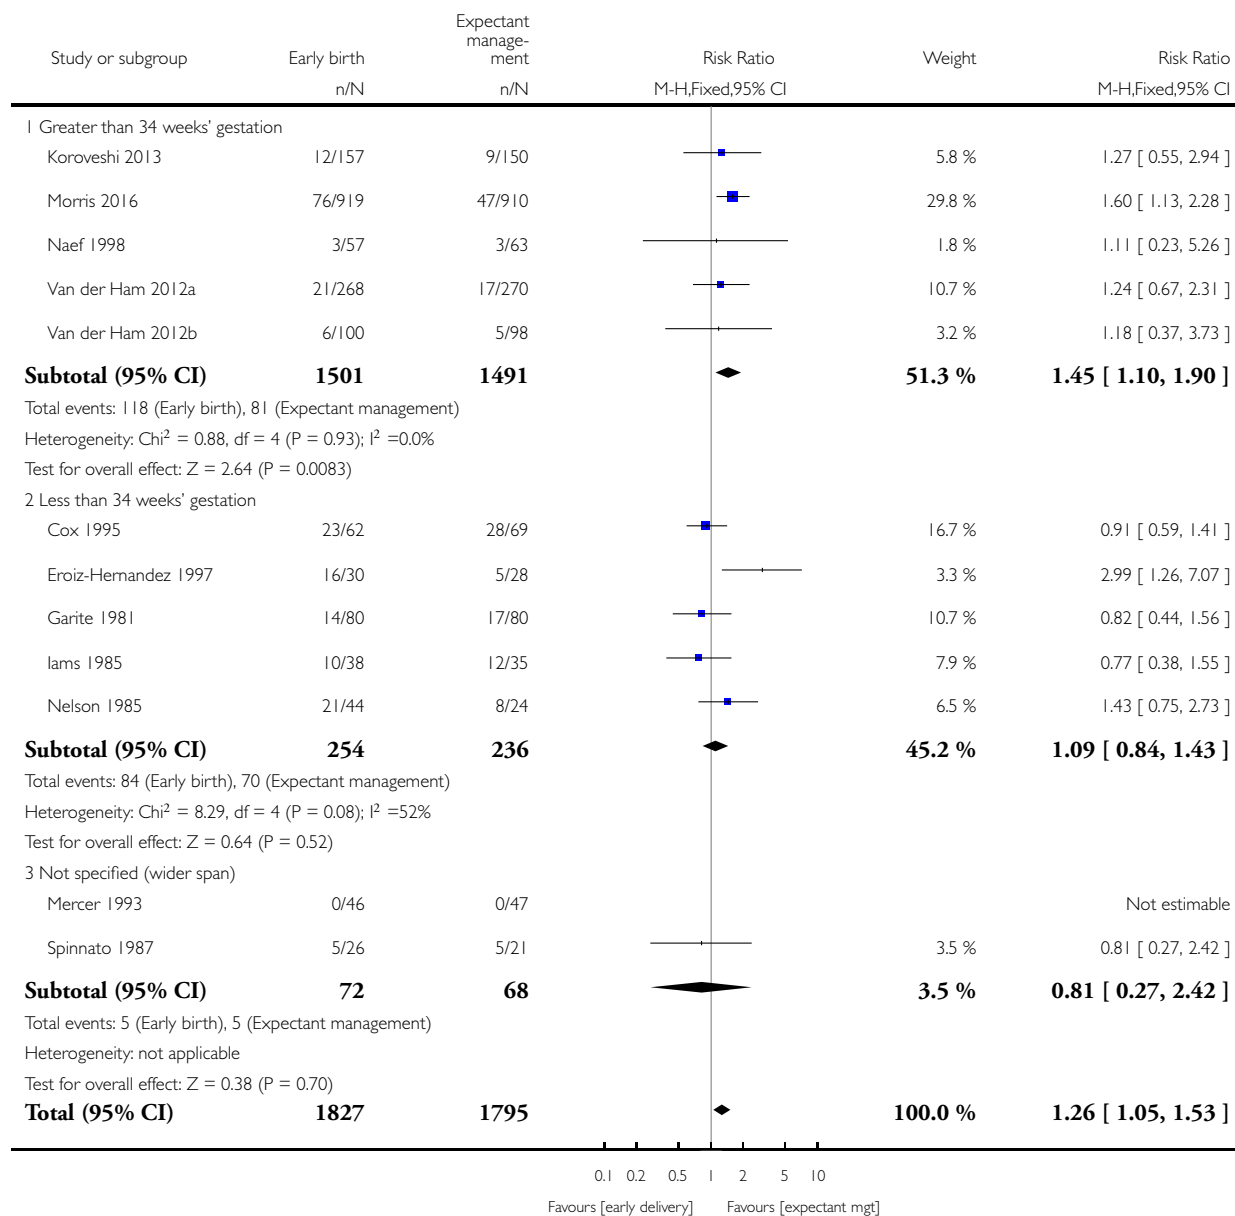 Study or subgroup Early birth Expectant manage- ment Risk Ratio Weight Risk Ratio
n/N n/N M-H,Fixed,95% CI M-H,Fixed,95% CI
1 Greater than 34 weeks' gestation
Koroveshi 2013 12/157 9/150 5.8 % 1.27 [ 0.55, 2.94 ]
Morris 2016 76/919 47/910 29.8 % 1.60 [ 1.13, 2.28 ]
Naef 1998 3/57 3/63 1.8 % 1.11 [ 0.23, 5.26 ]
Van der Ham 2012a 21/268 17/270 10.7 % 1.24 [ 0.67, 2.31 ]
Van der Ham 2012b 6/100 5/98 3.2 % 1.18 [ 0.37, 3.73 ]
Subtotal (95% CI) 1501 1491 51.3 % 1.45 [ 1.10, 1.90 ]
Total events: 118 (Early birth), 81 (Expectant management)
Heterogeneity: Chi² = 0.88, df = 4 (P = 0.93); I² =0.0%
Test for overall effect: Z = 2.64 (P = 0.0083)
2 Less than 34 weeks' gestation
Cox 1995 23/62 28/69 16.7 % 0.91 [ 0.59, 1.41 ]
Eroiz-Hernandez 1997 16/30 5/28 3.3 % 2.99 [ 1.26, 7.07 ]
Garite 1981 14/80 17/80 10.7 % 0.82 [ 0.44, 1.56 ]
Iams 1985 10/38 12/35 7.9 % 0.77 [ 0.38, 1.55 ]
Nelson 1985 21/44 8/24 6.5 % 1.43 [ 0.75, 2.73 ]
Subtotal (95% CI) 254 236 45.2 % 1.09 [ 0.84, 1.43 ]
Total events: 84 (Early birth), 70 (Expectant management)
Heterogeneity: Chi² = 8.29, df = 4 (P = 0.08); I² =52%
Test for overall effect: Z = 0.64 (P = 0.52)
3 Not specified (wider span)
Mercer 1993 0/46 0/47 Not estimable
Spinnato 1987 5/26 5/21 3.5 % 0.81 [ 0.27, 2.42 ]
Subtotal (95% CI) 72 68 3.5 % 0.81 [ 0.27, 2.42 ]
Total events: 5 (Early birth), 5 (Expectant management)
Heterogeneity: not applicable
Test for overall effect: Z = 0.38 (P = 0.70)
Total (95% CI) 1827 1795 100.0 % 1.26 [ 1.05, 1.53 ]
0.1 0.2 0.5 1 2 5 10
Favours [early delivery] Favours [expectant mgt]